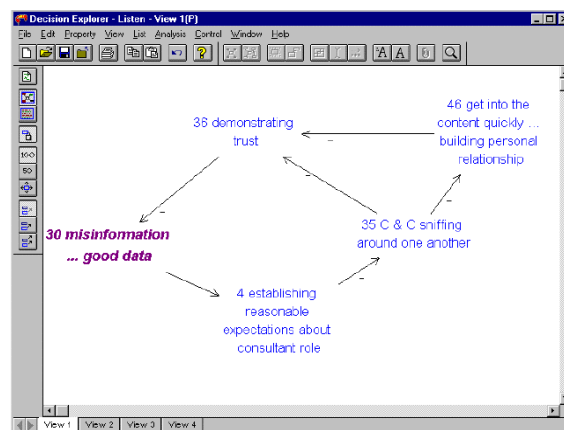 Decision Explorer - Listen - View 1(P)
File Edit Property View List Analysis Control Window Help
46 get into the
content quickly ...
building personal
relationship
36 demonstrating
trust
35 C & C sniffing
around one another
30 misinformation
... good data
4 establishing
reasonable
expectations about
consultant role
-
-
-
-
-
100
50
A A
View 1 View 2 View 3 View 4